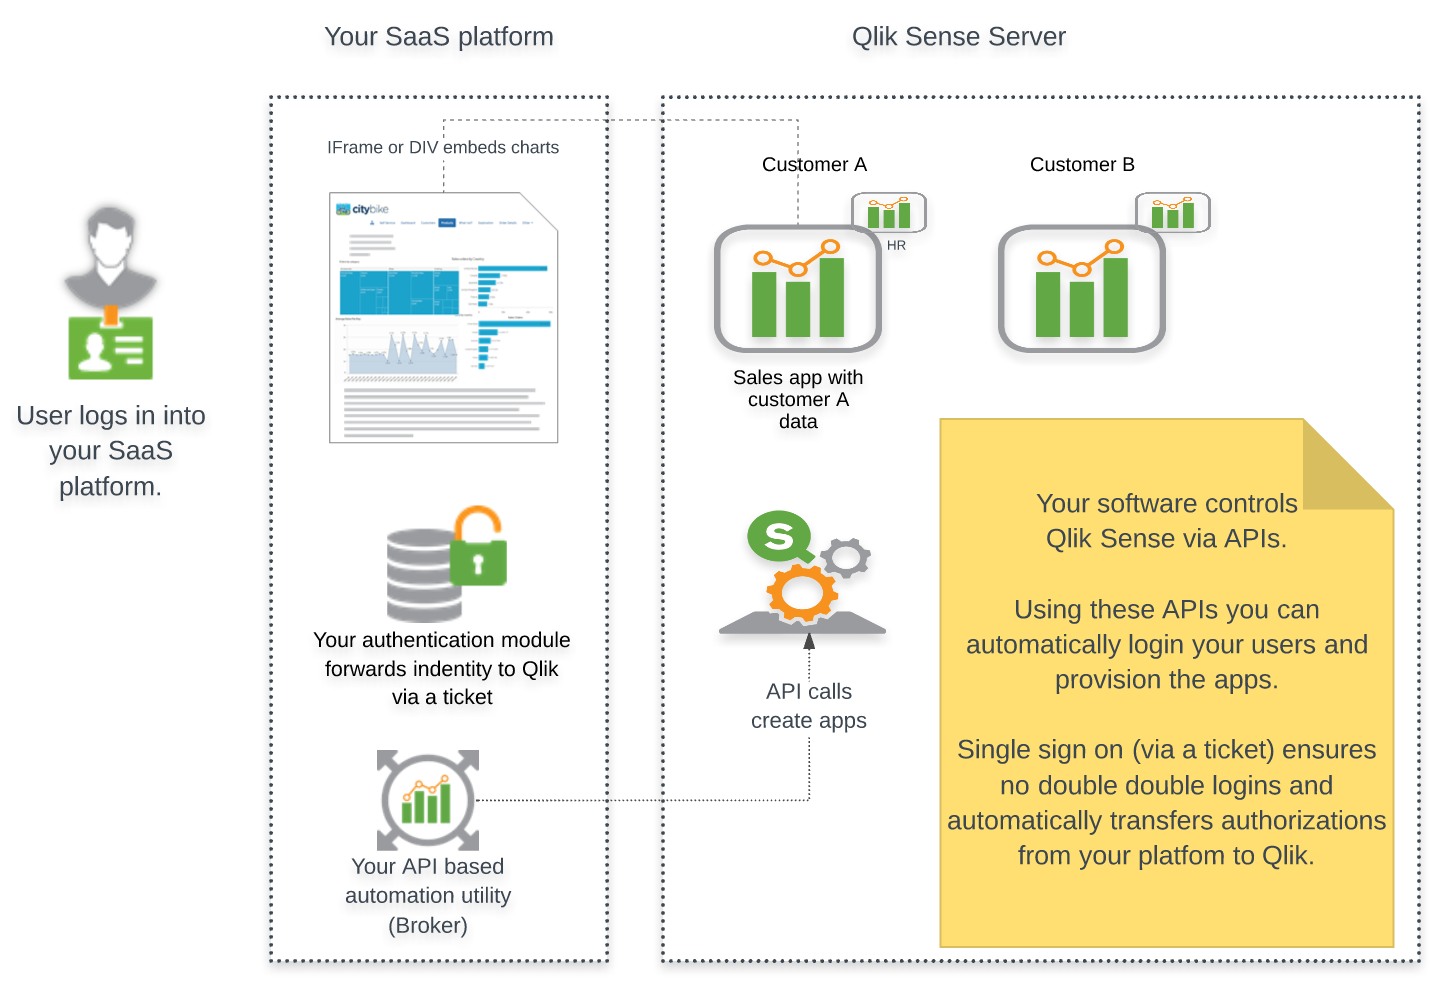 Your SaaS platform
Qlik Sense Server
IFrame or DIV embeds charts
Customer A
Customer B
citybike
HR
Sales app with
customer A
data
User logs in into
your SaaS
platform.
Your software controls
Qlik Sense via APIs.
Using these APIs you can
automatically login your users and
provision the apps.
Single sign on (via a ticket) ensures
no double double logins and
automatically transfers authorizations
from your platfom to Qlik.
S
Your authentication module
forwards indentity to Qlik
via a ticket
API calls
create apps
Your API based
automation utility
(Broker)